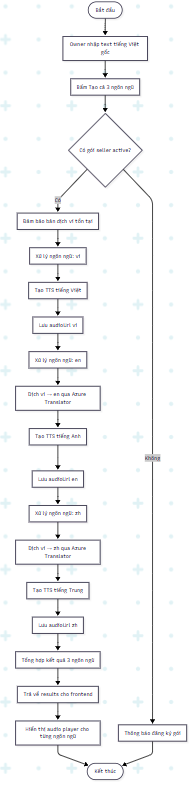 Bắt đầu
Owner nhập text tiếng Việt
gốc
Bấm Tạo cả 3 ngôn ngữ
Có gói seller active?
Có
Đảm bảo bản dịch vi tồn tại
Xử lý ngôn ngữ: vi
Tạo TTS tiếng Việt
Lưu audioUrl vi
Xử lý ngôn ngữ: en
Dịch vi → en qua Azure
Translator
Tạo TTS tiếng Anh
Không
Lưu audioUrl en
Xử lý ngôn ngữ: zh
Dịch vi → zh qua Azure
Translator
Tạo TTS tiếng Trung
Lưu audioUrl zh
Tổng hợp kết quả 3 ngôn ngữ
Trả về results cho frontend
Hiển thị audio player cho
từng ngôn ngữ
Thông báo đăng ký gói
Kết thúc